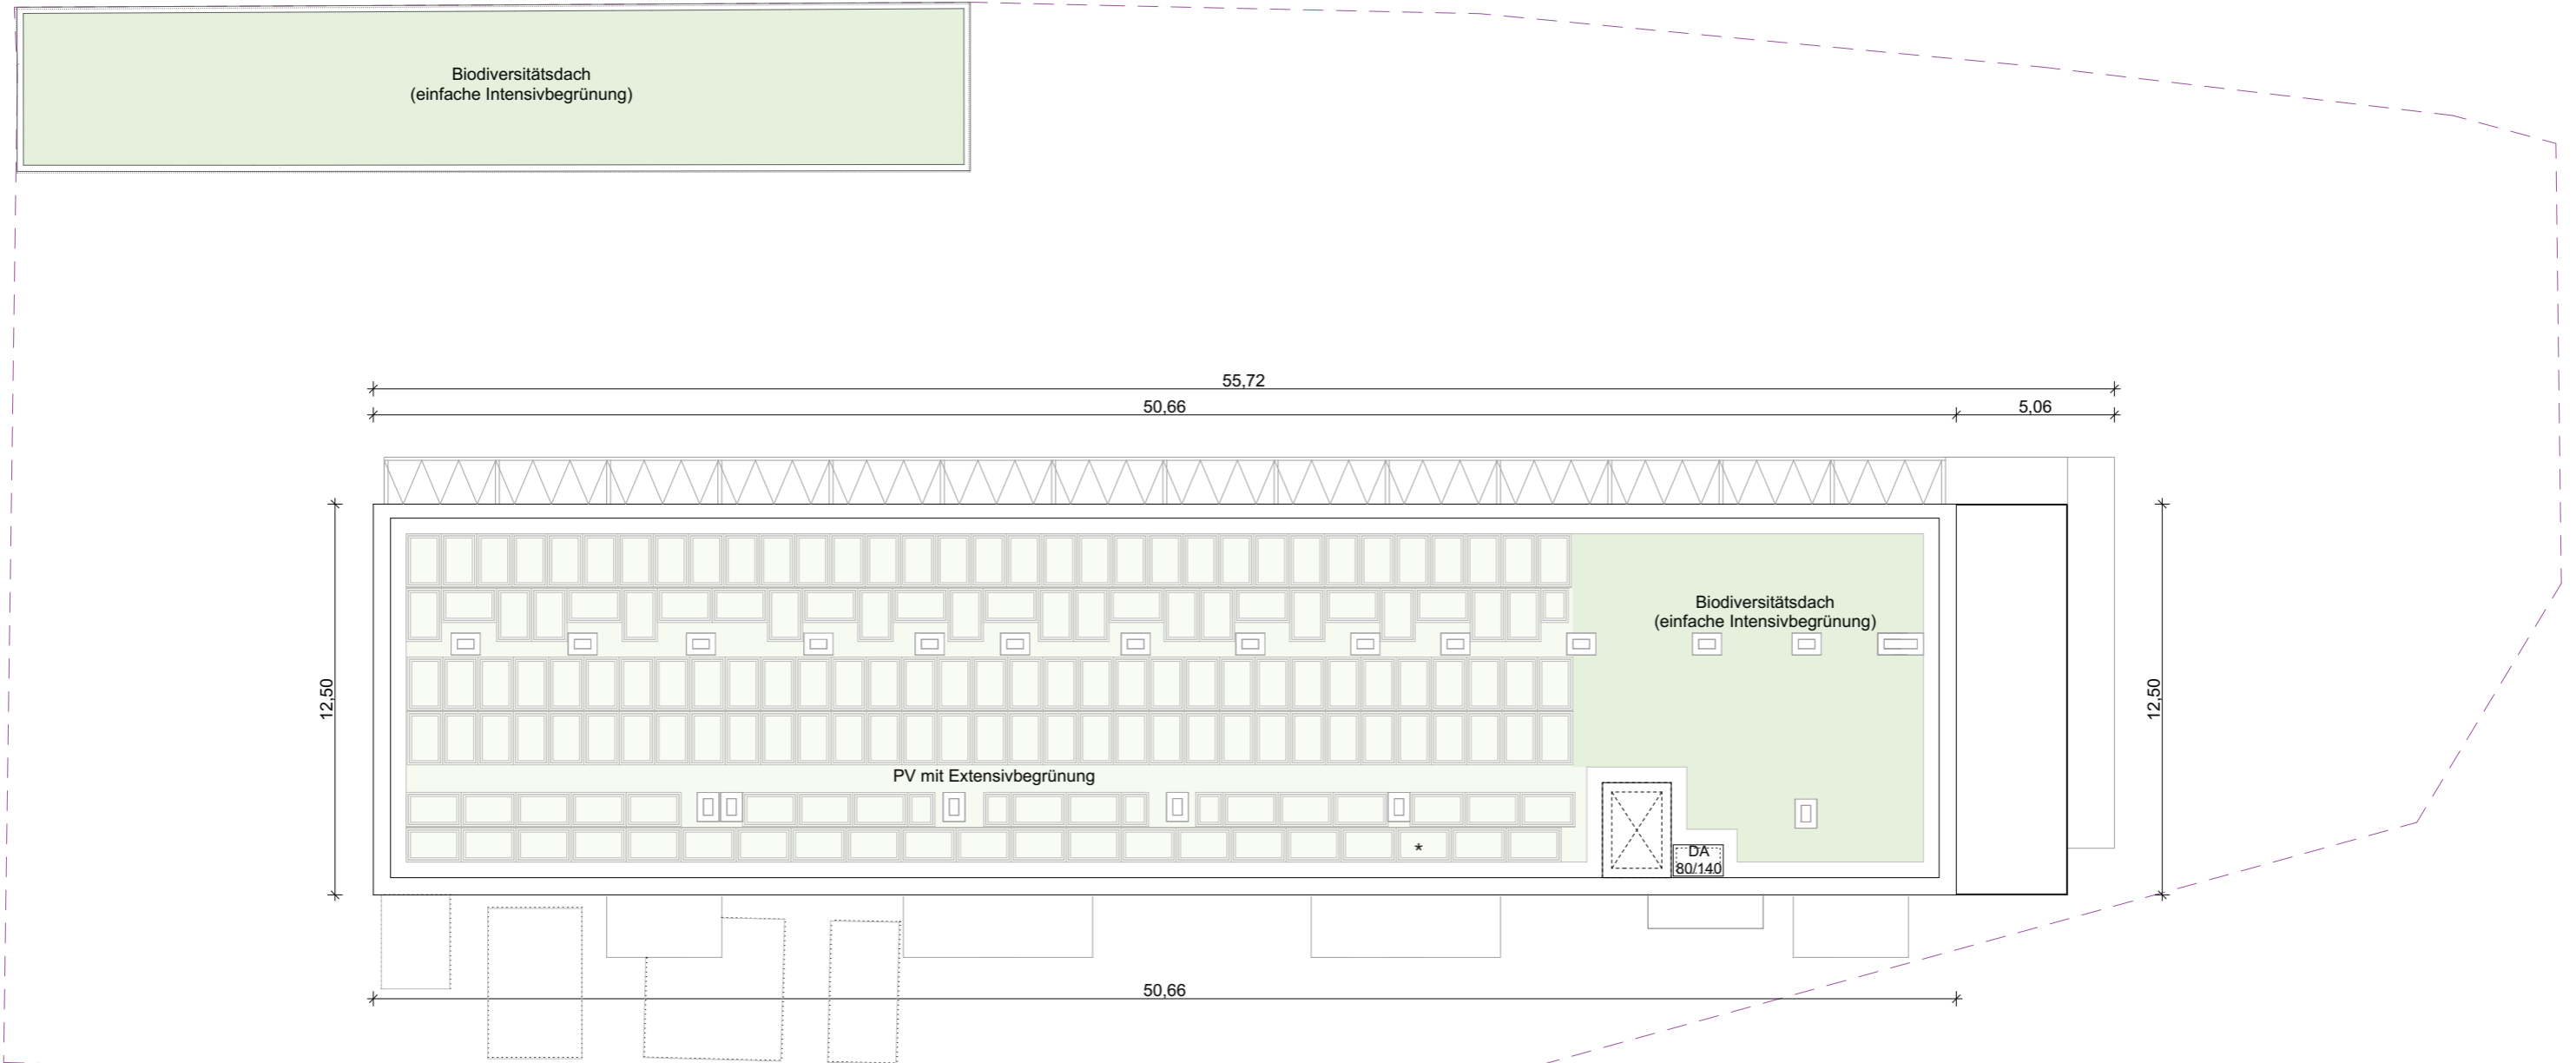 Biodiversitätsdach
(einfache Intensivbegrünung)
55,72
50,66
5,06
Biodiversitätsdach
(einfache Intensivbegrünung)
12,50
12,50
PV mit Extensivbegrünung
*
DA
80/140
50,66